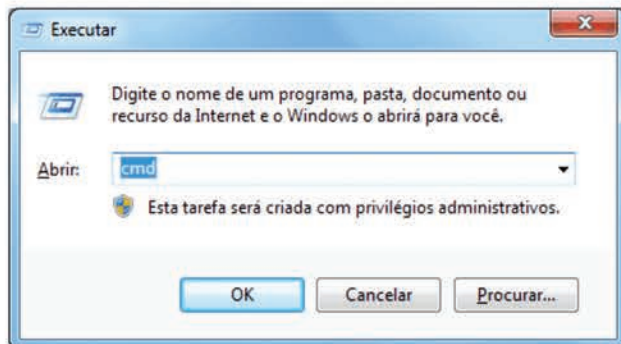 Executar
Digite o nome de um programa, pasta, documento ou
recurso da Internet e o Windows o abrirá para você.
Abrir: cmd
Esta tarefa será criada com privilégios administrativos.
OK Cancelar Procurar...